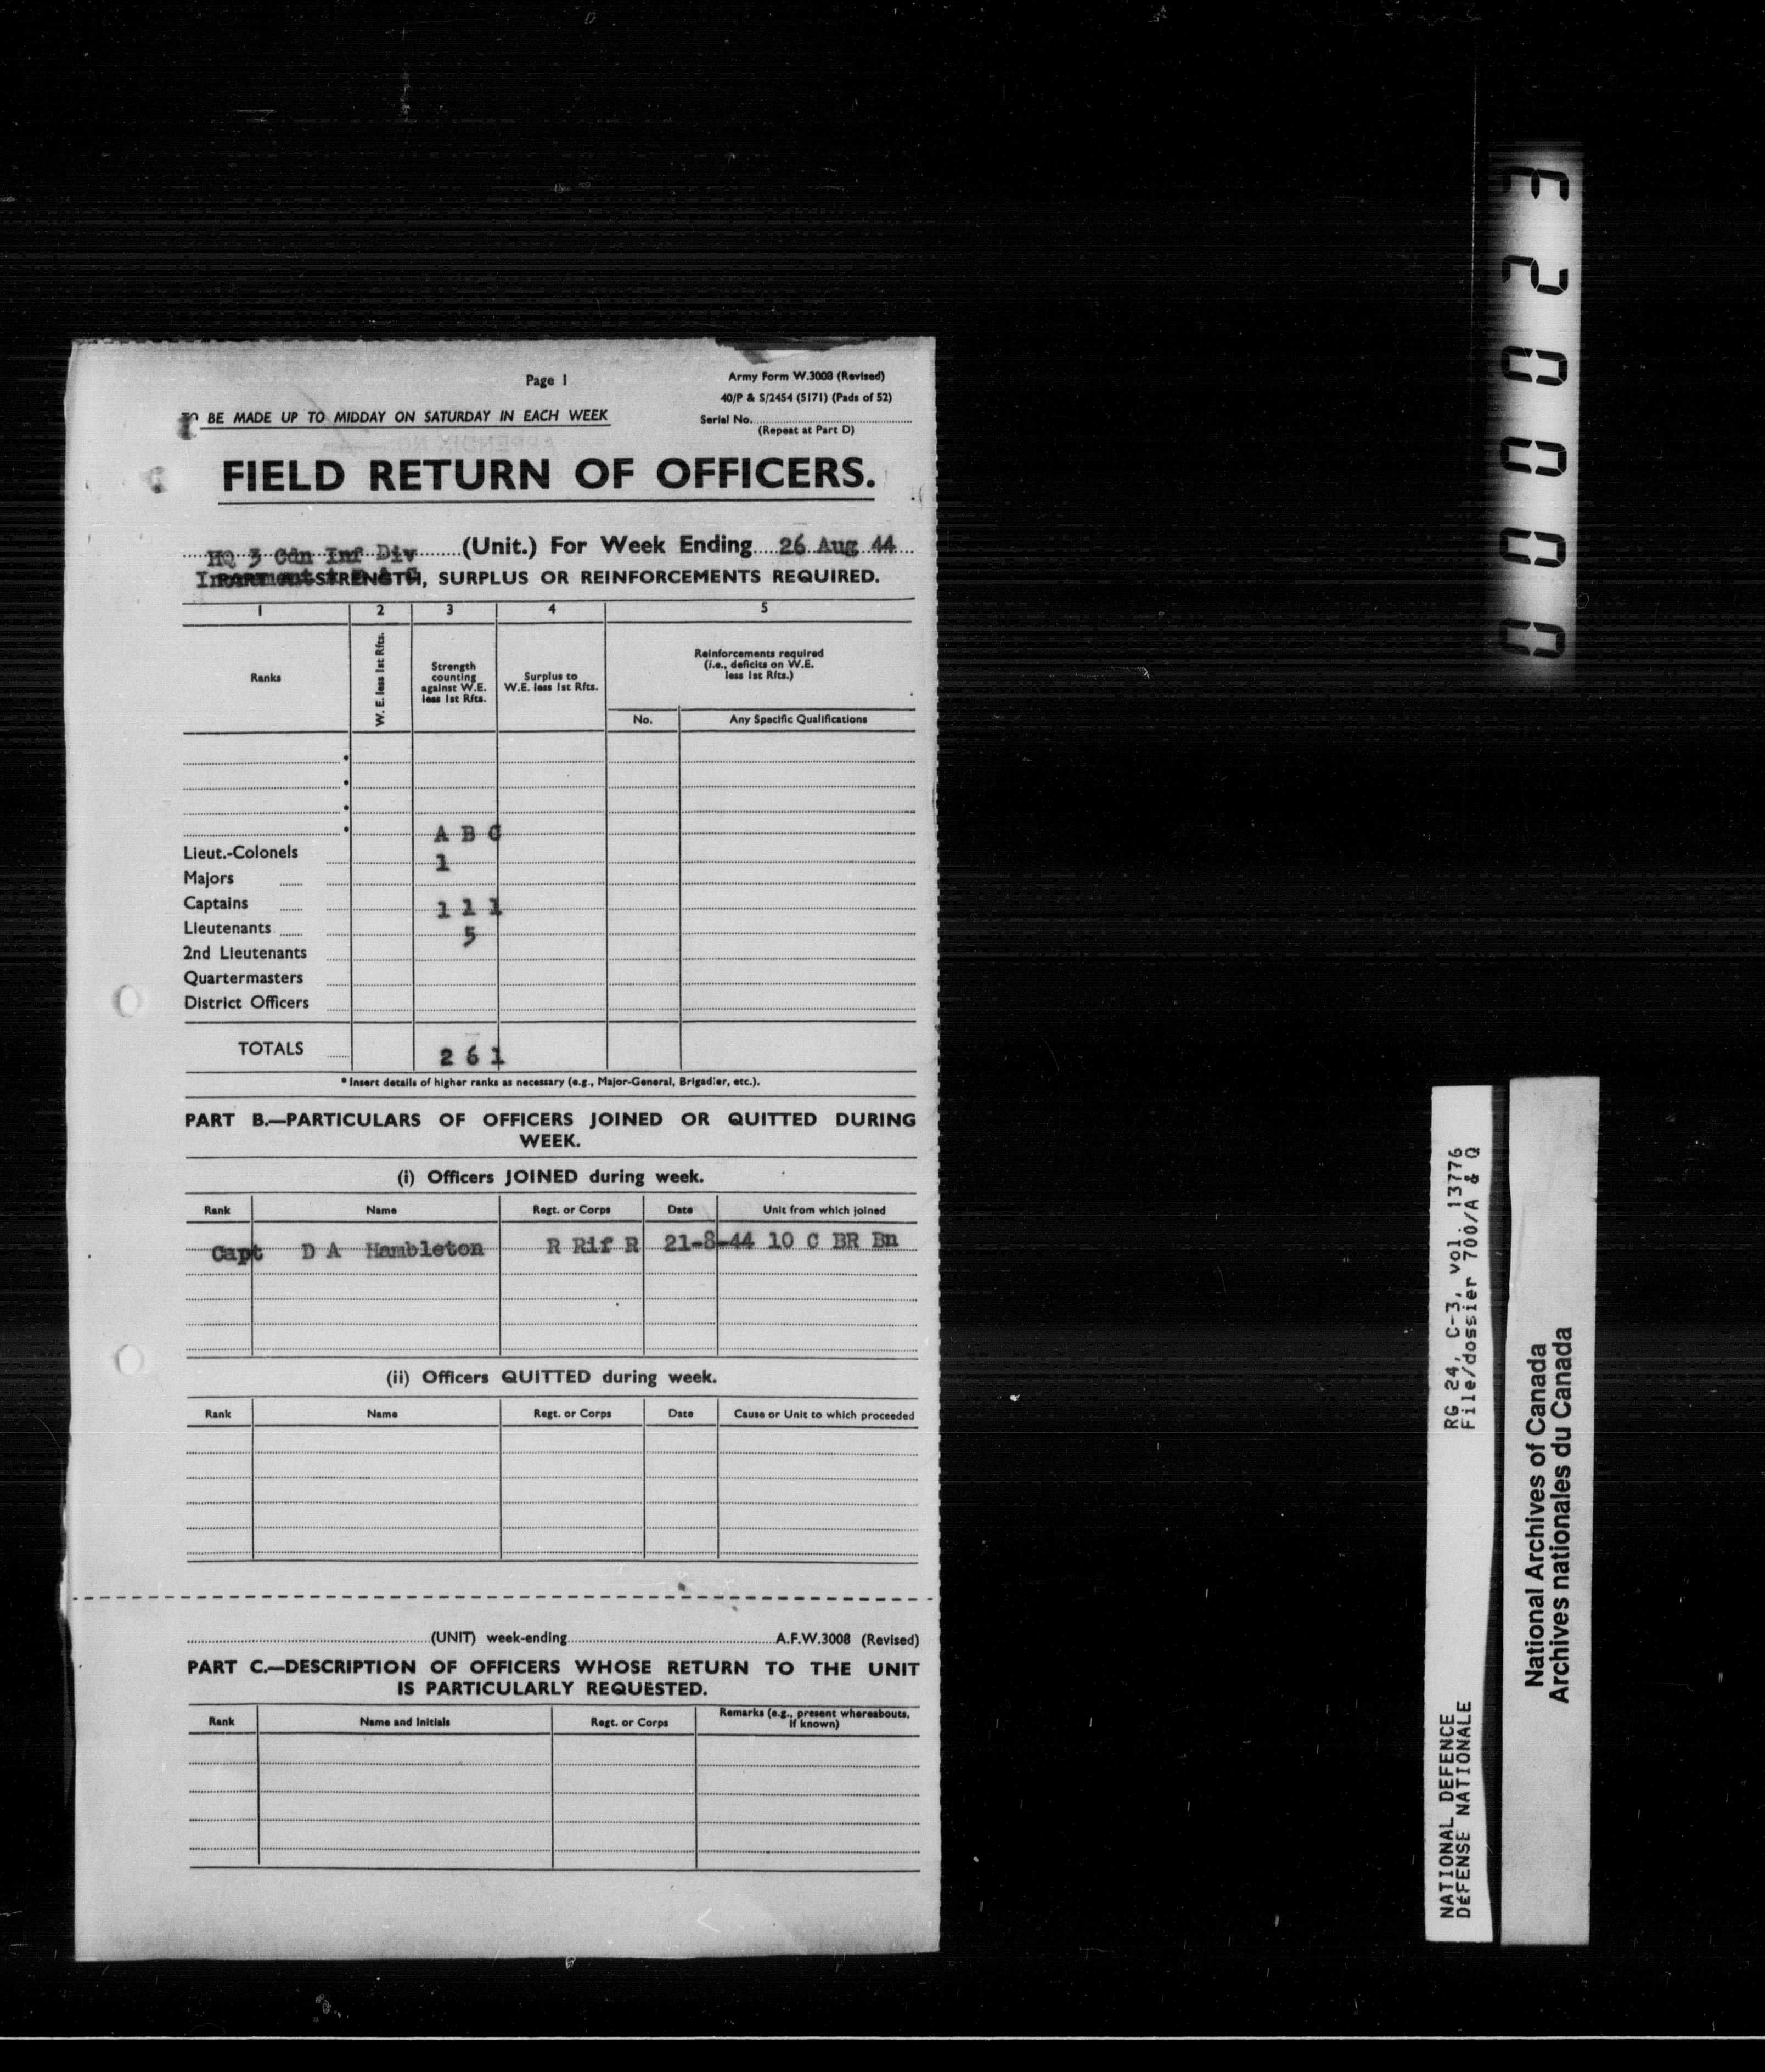 Page 1
Army Form W.3008 (Revised)
40/P & S/2454 (5171) (Pads of 52)
TO BE MADE UP TO MIDDAY ON SATURDAY IN EACH WEEK
Serial No.
(Repeat at Part D)
APPENDIX NO
FIELD RETURN OF OFFICERS.
HQ 3 Cdn Inf Div (Unit.) For Week Ending 26 Aug 44
PART A.—STRENGTH, SURPLUS OR REINFORCEMENTS REQUIRED.
1 2 3 4 5
Ranks
W. E. less 1st Rfts.
Strength
counting
against W.E.
less 1st Rfts.
Surplus to
W.E. less 1st Rfts.
Reinforcements required
(i.e., deficits on W.E.
less 1st Rfts.)
No. Any Specific Qualifications
A B C
Lieut.-Colonels 1
Majors
Captains 1 1 1
Lieutenants 5
2nd Lieutenants
Quartermasters
District Officers
TOTALS 2 6 1
* Insert details of higher ranks as necessary (e.g., Major-General, Brigadier, etc.).
PART B.—PARTICULARS OF OFFICERS JOINED OR QUITTED DURING
WEEK.
(i) Officers JOINED during week.
Rank Name Regt. or Corps Date Unit from which joined
Capt D A Hambleton R Rif R 21-8-44 10 C BR Bn
(ii) Officers QUITTED during week.
Rank Name Regt. or Corps Date Cause or Unit to which proceeded
(UNIT) week-ending A.F.W.3008 (Revised)
PART C.—DESCRIPTION OF OFFICERS WHOSE RETURN TO THE UNIT
IS PARTICULARLY REQUESTED.
Rank Name and Initials Regt. or Corps Remarks (e.g., present whereabouts,
if known)
000023
NATIONAL DEFENCE RG 24, C-3, vol. 13776
DéFENSE NATIONALE File/dossier 700/A & Q
National Archives of Canada
Archives nationales du Canada